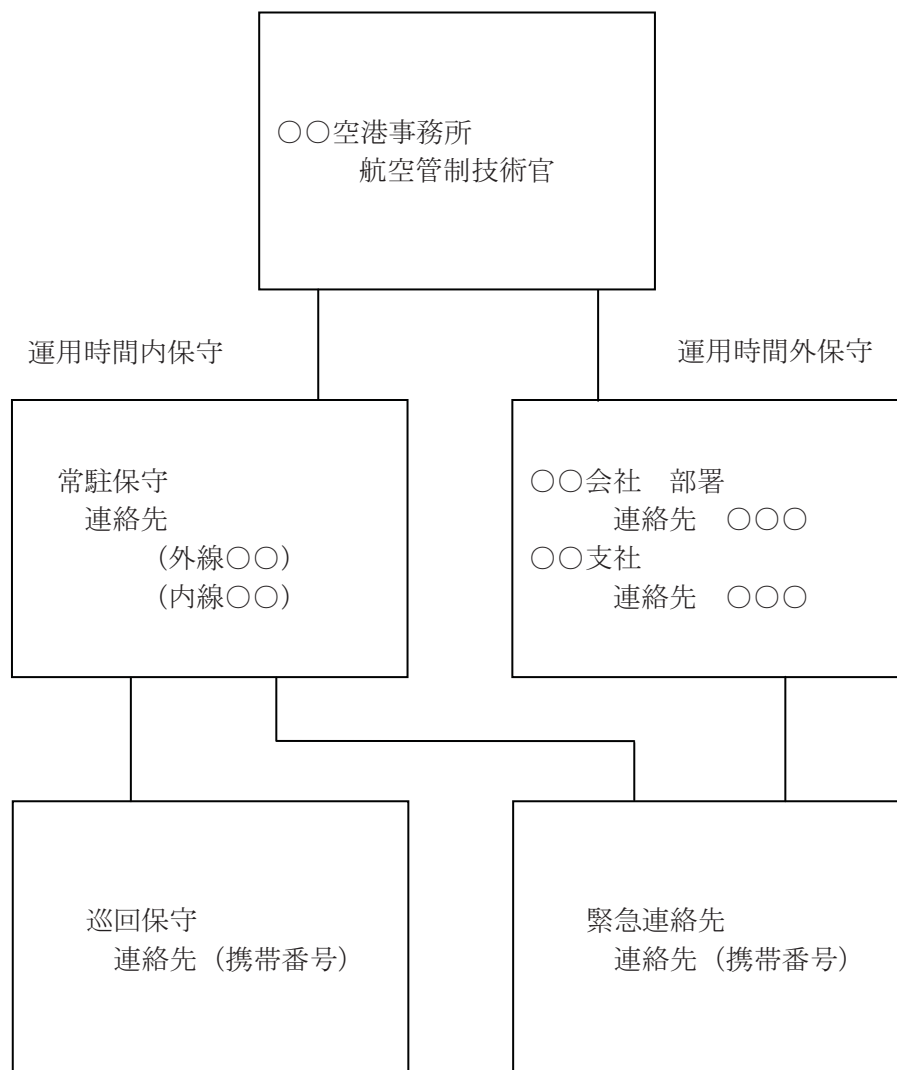 ○○空港事務所
航空管制技術官
運用時間内保守
運用時間外保守
常駐保守
連絡先
（外線○○）
（内線○○）
○○会社　部署
連絡先　○○○
○○支社
連絡先　○○○
巡回保守
連絡先（携帯番号）
緊急連絡先
連絡先（携帯番号）